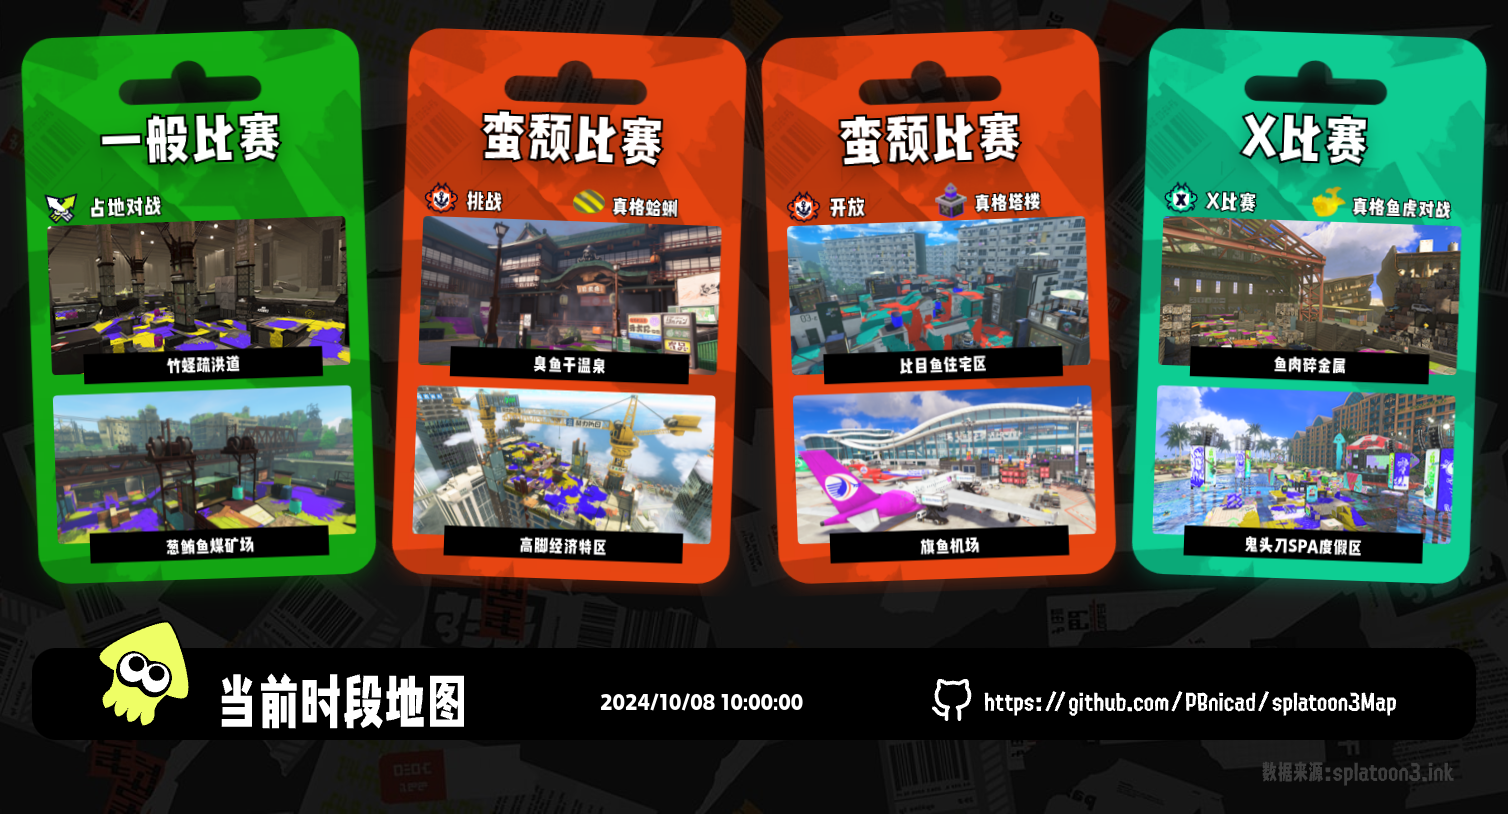 一般比赛
占地对战
竹蛏疏洪道
葱鲔鱼煤矿场
蛮颓比赛
挑战
真格蛤蜊
臭鱼干温泉
高脚经济特区
蛮颓比赛
开放
真格塔楼
比目鱼住宅区
旗鱼机场
X比赛
X比赛
真格鱼虎对战
鱼肉碎金属
鬼头刀SPA度假区
当前时段地图
2024/10/08 10:00:00
https://github.com/PBnicad/splatoon3Map
数据来源:splatoon3.ink